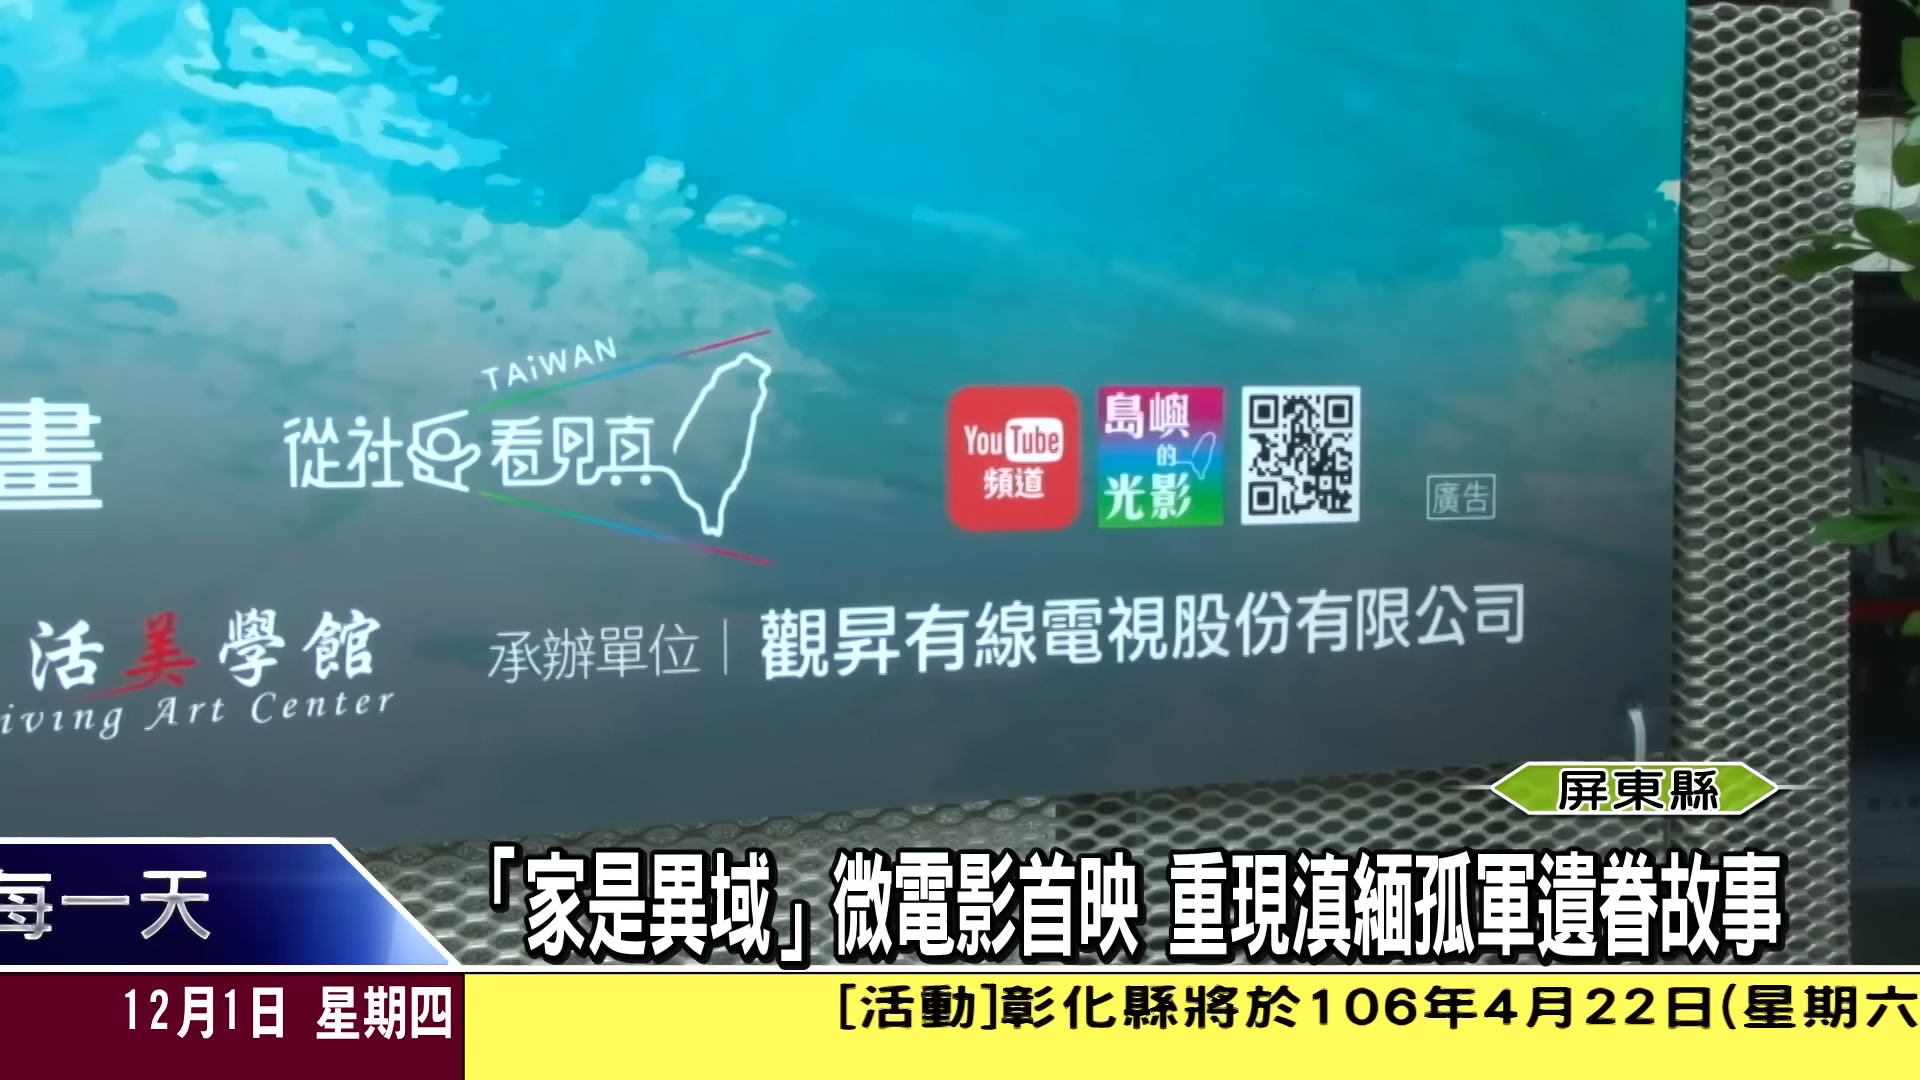 TAiWAN
畫
從社區看見真
YouTube
頻道
島嶼
的
光影
廣告
活美學館
iving Art Center
承辦單位｜觀昇有線電視股份有限公司
屏東縣
每一天
「家是異域」微電影首映 重現滇緬孤軍遺眷故事
12月1日 星期四
[活動]彰化縣將於106年4月22日(星期六